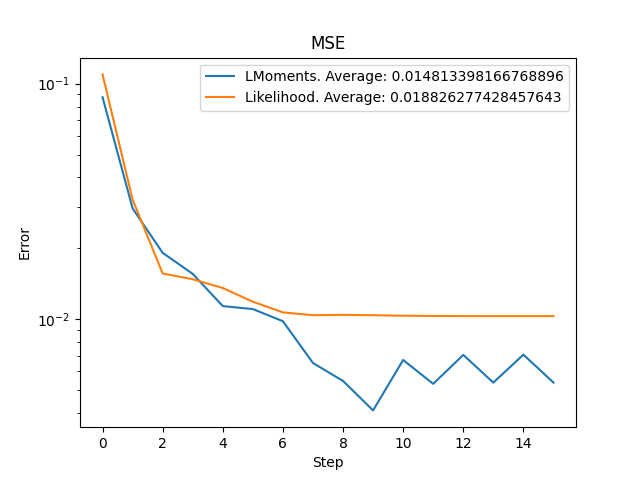 MSE
LMoments. Average: 0.014813398166768896
Likelihood. Average: 0.018826277428457643
10⁻¹
10⁻²
Error
0 2 4 6 8 10 12 14
Step